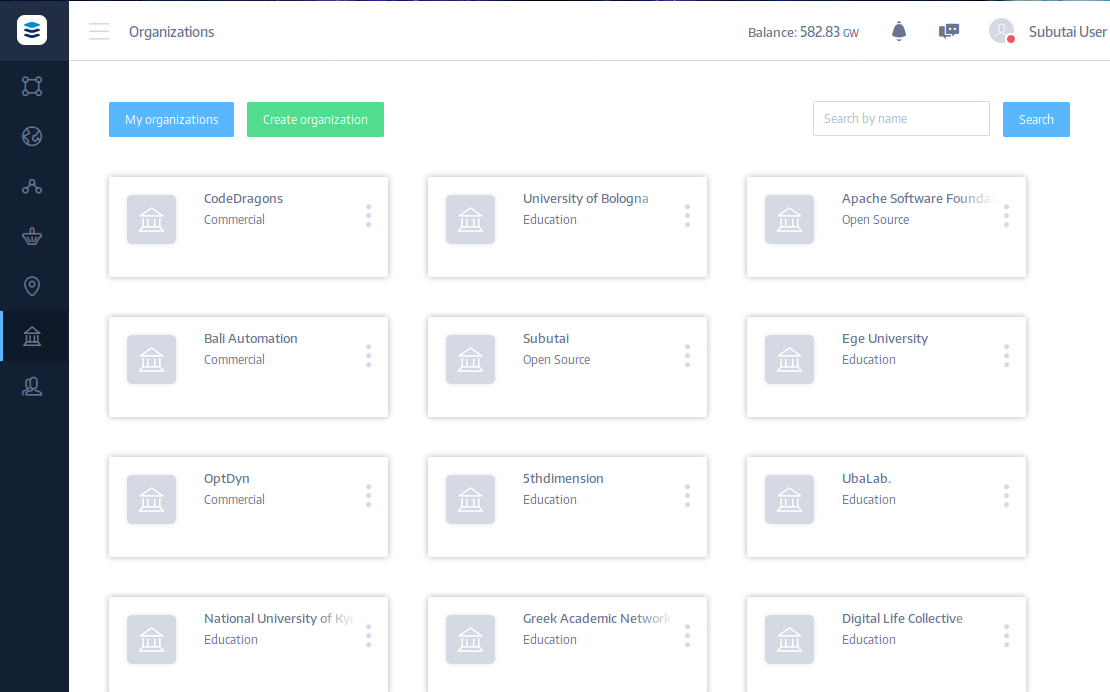 Organizations
Balance: 582.83 GW
Subutai User
My organizations
Create organization
Search by name
Search
CodeDragons
Commercial
University of Bologna
Education
Apache Software Founda
Open Source
Bali Automation
Commercial
Subutai
Open Source
Ege University
Education
OptDyn
Commercial
5thdimension
Education
UbaLab.
Education
National University of Kyr
Education
Greek Academic Network
Education
Digital Life Collective
Education